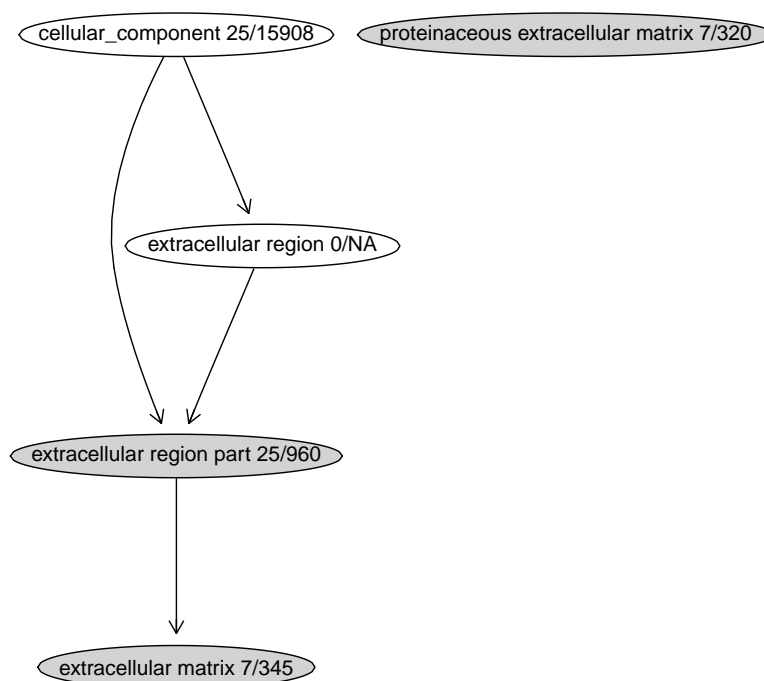 cellular_component 25/15908
proteinaceous extracellular matrix 7/320
extracellular region 0/NA
extracellular region part 25/960
extracellular matrix 7/345